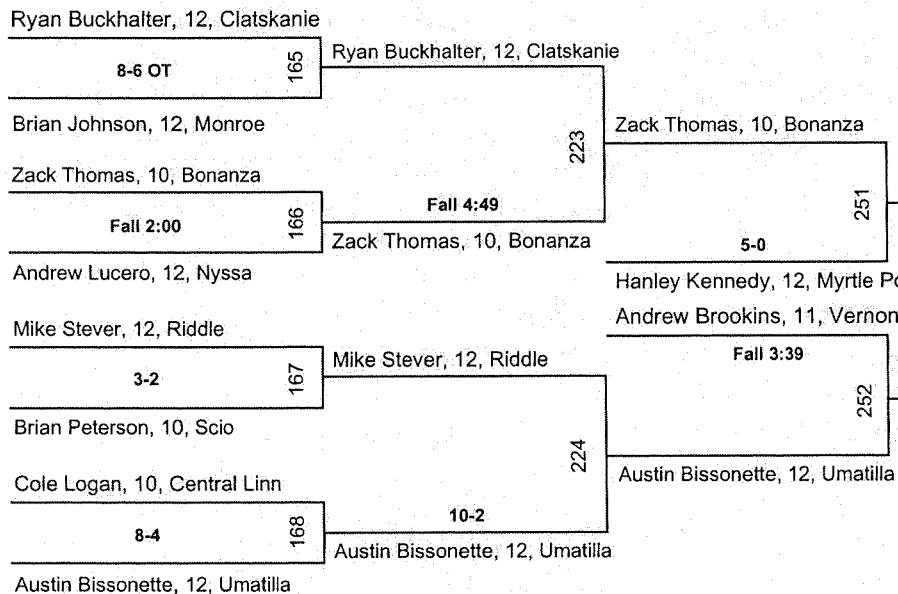 Ryan Buckhalter, 12, Clatskanie
8-6 OT
165
Brian Johnson, 12, Monroe
Zack Thomas, 10, Bonanza
Fall 2:00
166
Andrew Lucero, 12, Nyssa
Mike Stever, 12, Riddle
3-2
167
Brian Peterson, 10, Scio
Cole Logan, 10, Central Linn
8-4
168
Austin Bissonette, 12, Umatilla
Ryan Buckhalter, 12, Clatskanie
223
Fall 4:49
Zack Thomas, 10, Bonanza
Mike Stever, 12, Riddle
224
10-2
Austin Bissonette, 12, Umatilla
Zack Thomas, 10, Bonanza
251
5-0
Hanley Kennedy, 12, Myrtle Po
Andrew Brookins, 11, Vernon
Fall 3:39
252
Austin Bissonette, 12, Umatilla